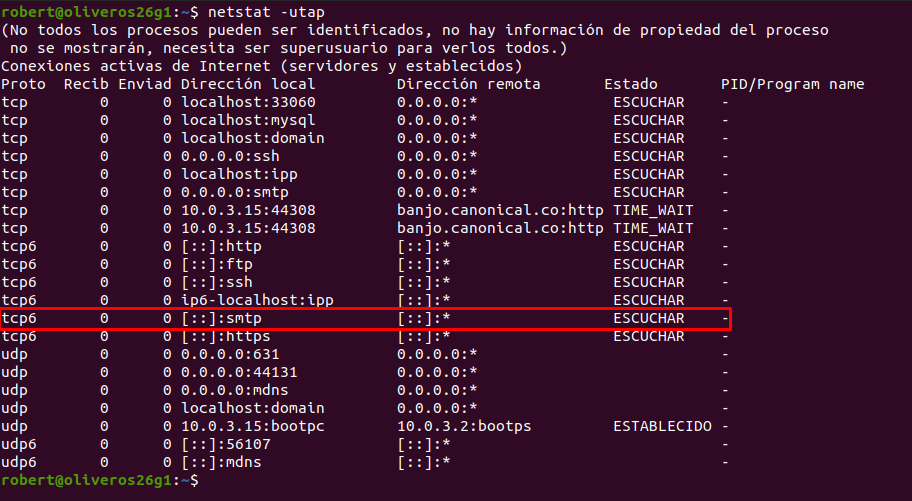 robert@oliveros26g1:~$ netstat -utap
(No todos los procesos pueden ser identificados, no hay información de propiedad del proceso
 no se mostrarán, necesita ser superusuario para verlos todos.)
Conexiones activas de Internet (servidores y establecidos)
Proto  Recib Enviad Dirección local         Dirección remota       Estado       PID/Program name
tcp        0      0 localhost:33060         0.0.0.0:*               ESCUCHAR    -
tcp        0      0 localhost:mysql         0.0.0.0:*               ESCUCHAR    -
tcp        0      0 localhost:domain        0.0.0.0:*               ESCUCHAR    -
tcp        0      0 0.0.0.0:ssh             0.0.0.0:*               ESCUCHAR    -
tcp        0      0 localhost:ipp           0.0.0.0:*               ESCUCHAR    -
tcp        0      0 0.0.0.0:smtp            0.0.0.0:*               ESCUCHAR    -
tcp        0      0 10.0.3.15:44308         banjo.canonical.co:http TIME_WAIT   -
tcp        0      0 10.0.3.15:44308         banjo.canonical.co:http TIME_WAIT   -
tcp6       0      0 [::]:http               [::]:*                  ESCUCHAR    -
tcp6       0      0 [::]:ftp                [::]:*                  ESCUCHAR    -
tcp6       0      0 [::]:ssh                [::]:*                  ESCUCHAR    -
tcp6       0      0 ip6-localhost:ipp       [::]:*                  ESCUCHAR    -
tcp6       0      0 [::]:smtp               [::]:*                  ESCUCHAR    -
tcp6       0      0 [::]:https              [::]:*                  ESCUCHAR    -
udp        0      0 0.0.0.0:631             0.0.0.0:*                           -
udp        0      0 0.0.0.0:44131           0.0.0.0:*                           -
udp        0      0 0.0.0.0:mdns            0.0.0.0:*                           -
udp        0      0 localhost:domain        0.0.0.0:*                           -
udp        0      0 10.0.3.15:bootpc        10.0.3.2:bootps         ESTABLECIDO -
udp6       0      0 [::]:56107              [::]:*                              -
udp6       0      0 [::]:mdns               [::]:*                              -
robert@oliveros26g1:~$